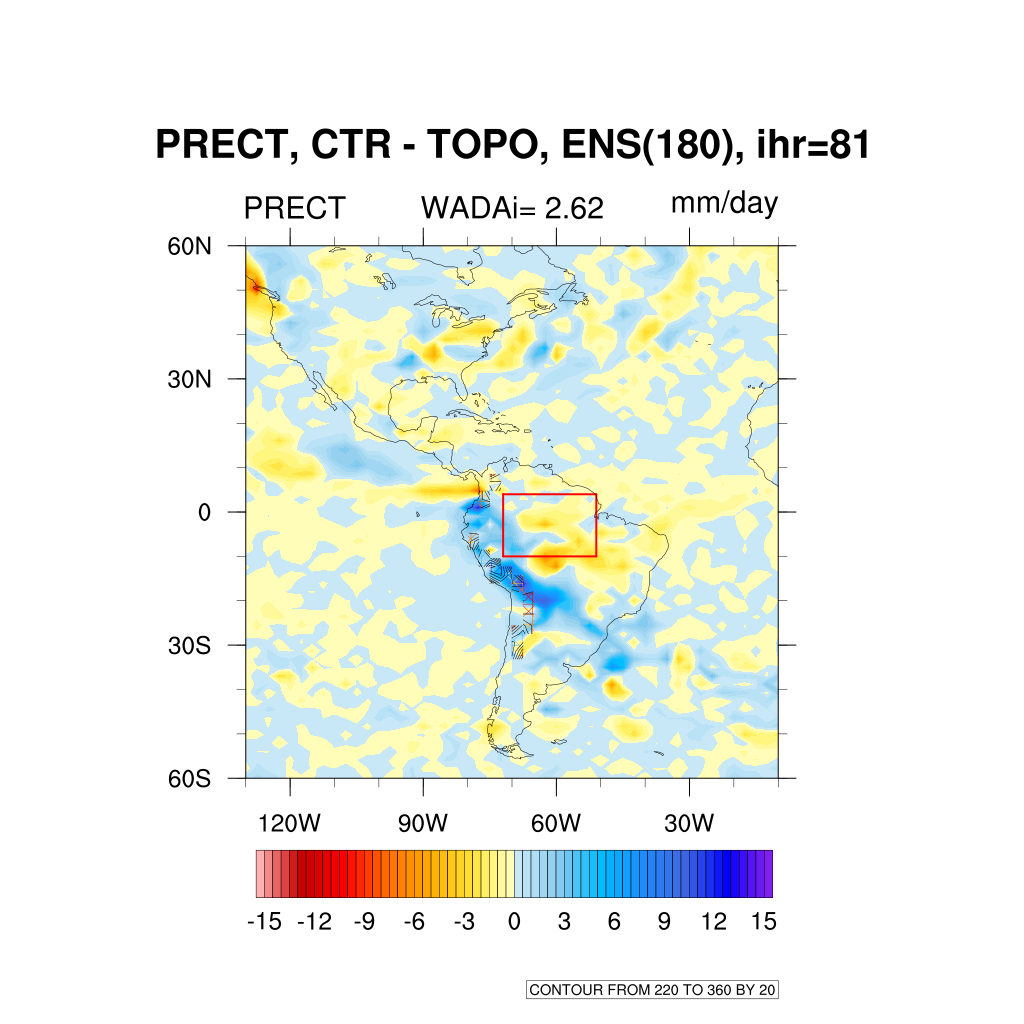 PRECT, CTR - TOPO, ENS(180), ihr=81
PRECT WADAi= 2.62 mm/day
60N
30N
0
30S
60S
120W 90W 60W 30W
-15 -12 -9 -6 -3 0 3 6 9 12 15
CONTOUR FROM 220 TO 360 BY 20